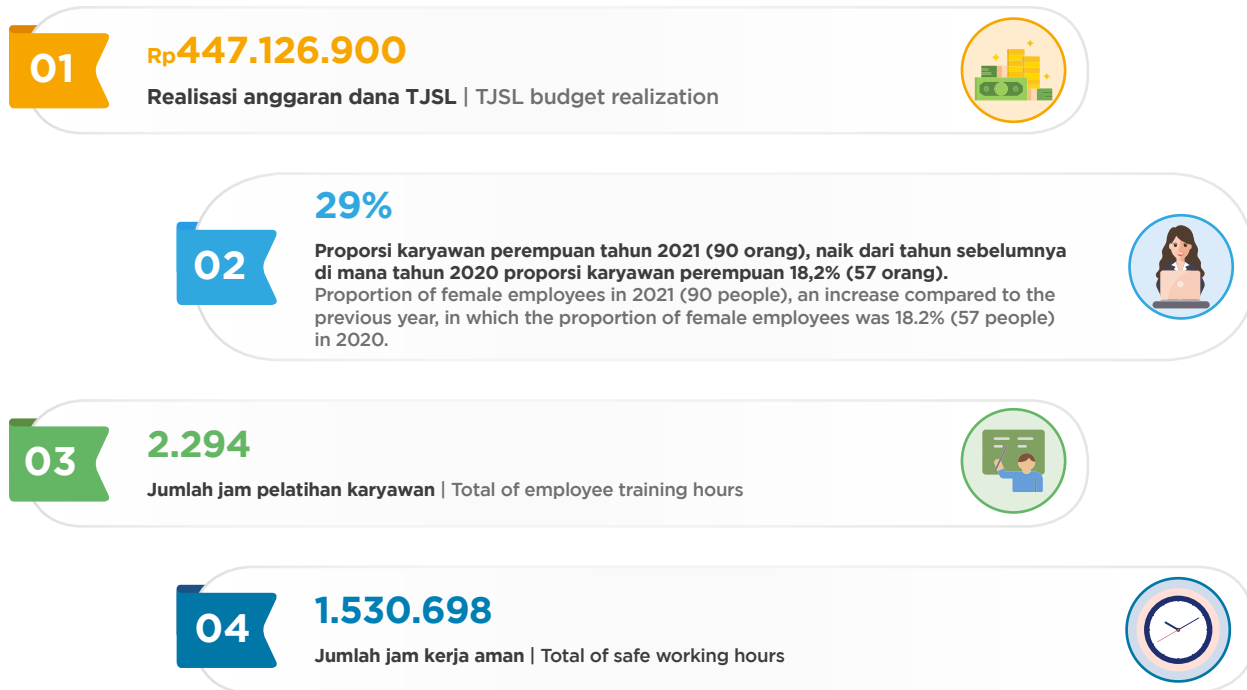 01
Rp447.126.900
Realisasi anggaran dana TJSL | TJSL budget realization
02
29%
Proporsi karyawan perempuan tahun 2021 (90 orang), naik dari tahun sebelumnya
di mana tahun 2020 proporsi karyawan perempuan 18,2% (57 orang).
Proportion of female employees in 2021 (90 people), an increase compared to the
previous year, in which the proportion of female employees was 18.2% (57 people)
in 2020.
03
2.294
Jumlah jam pelatihan karyawan | Total of employee training hours
04
1.530.698
Jumlah jam kerja aman | Total of safe working hours